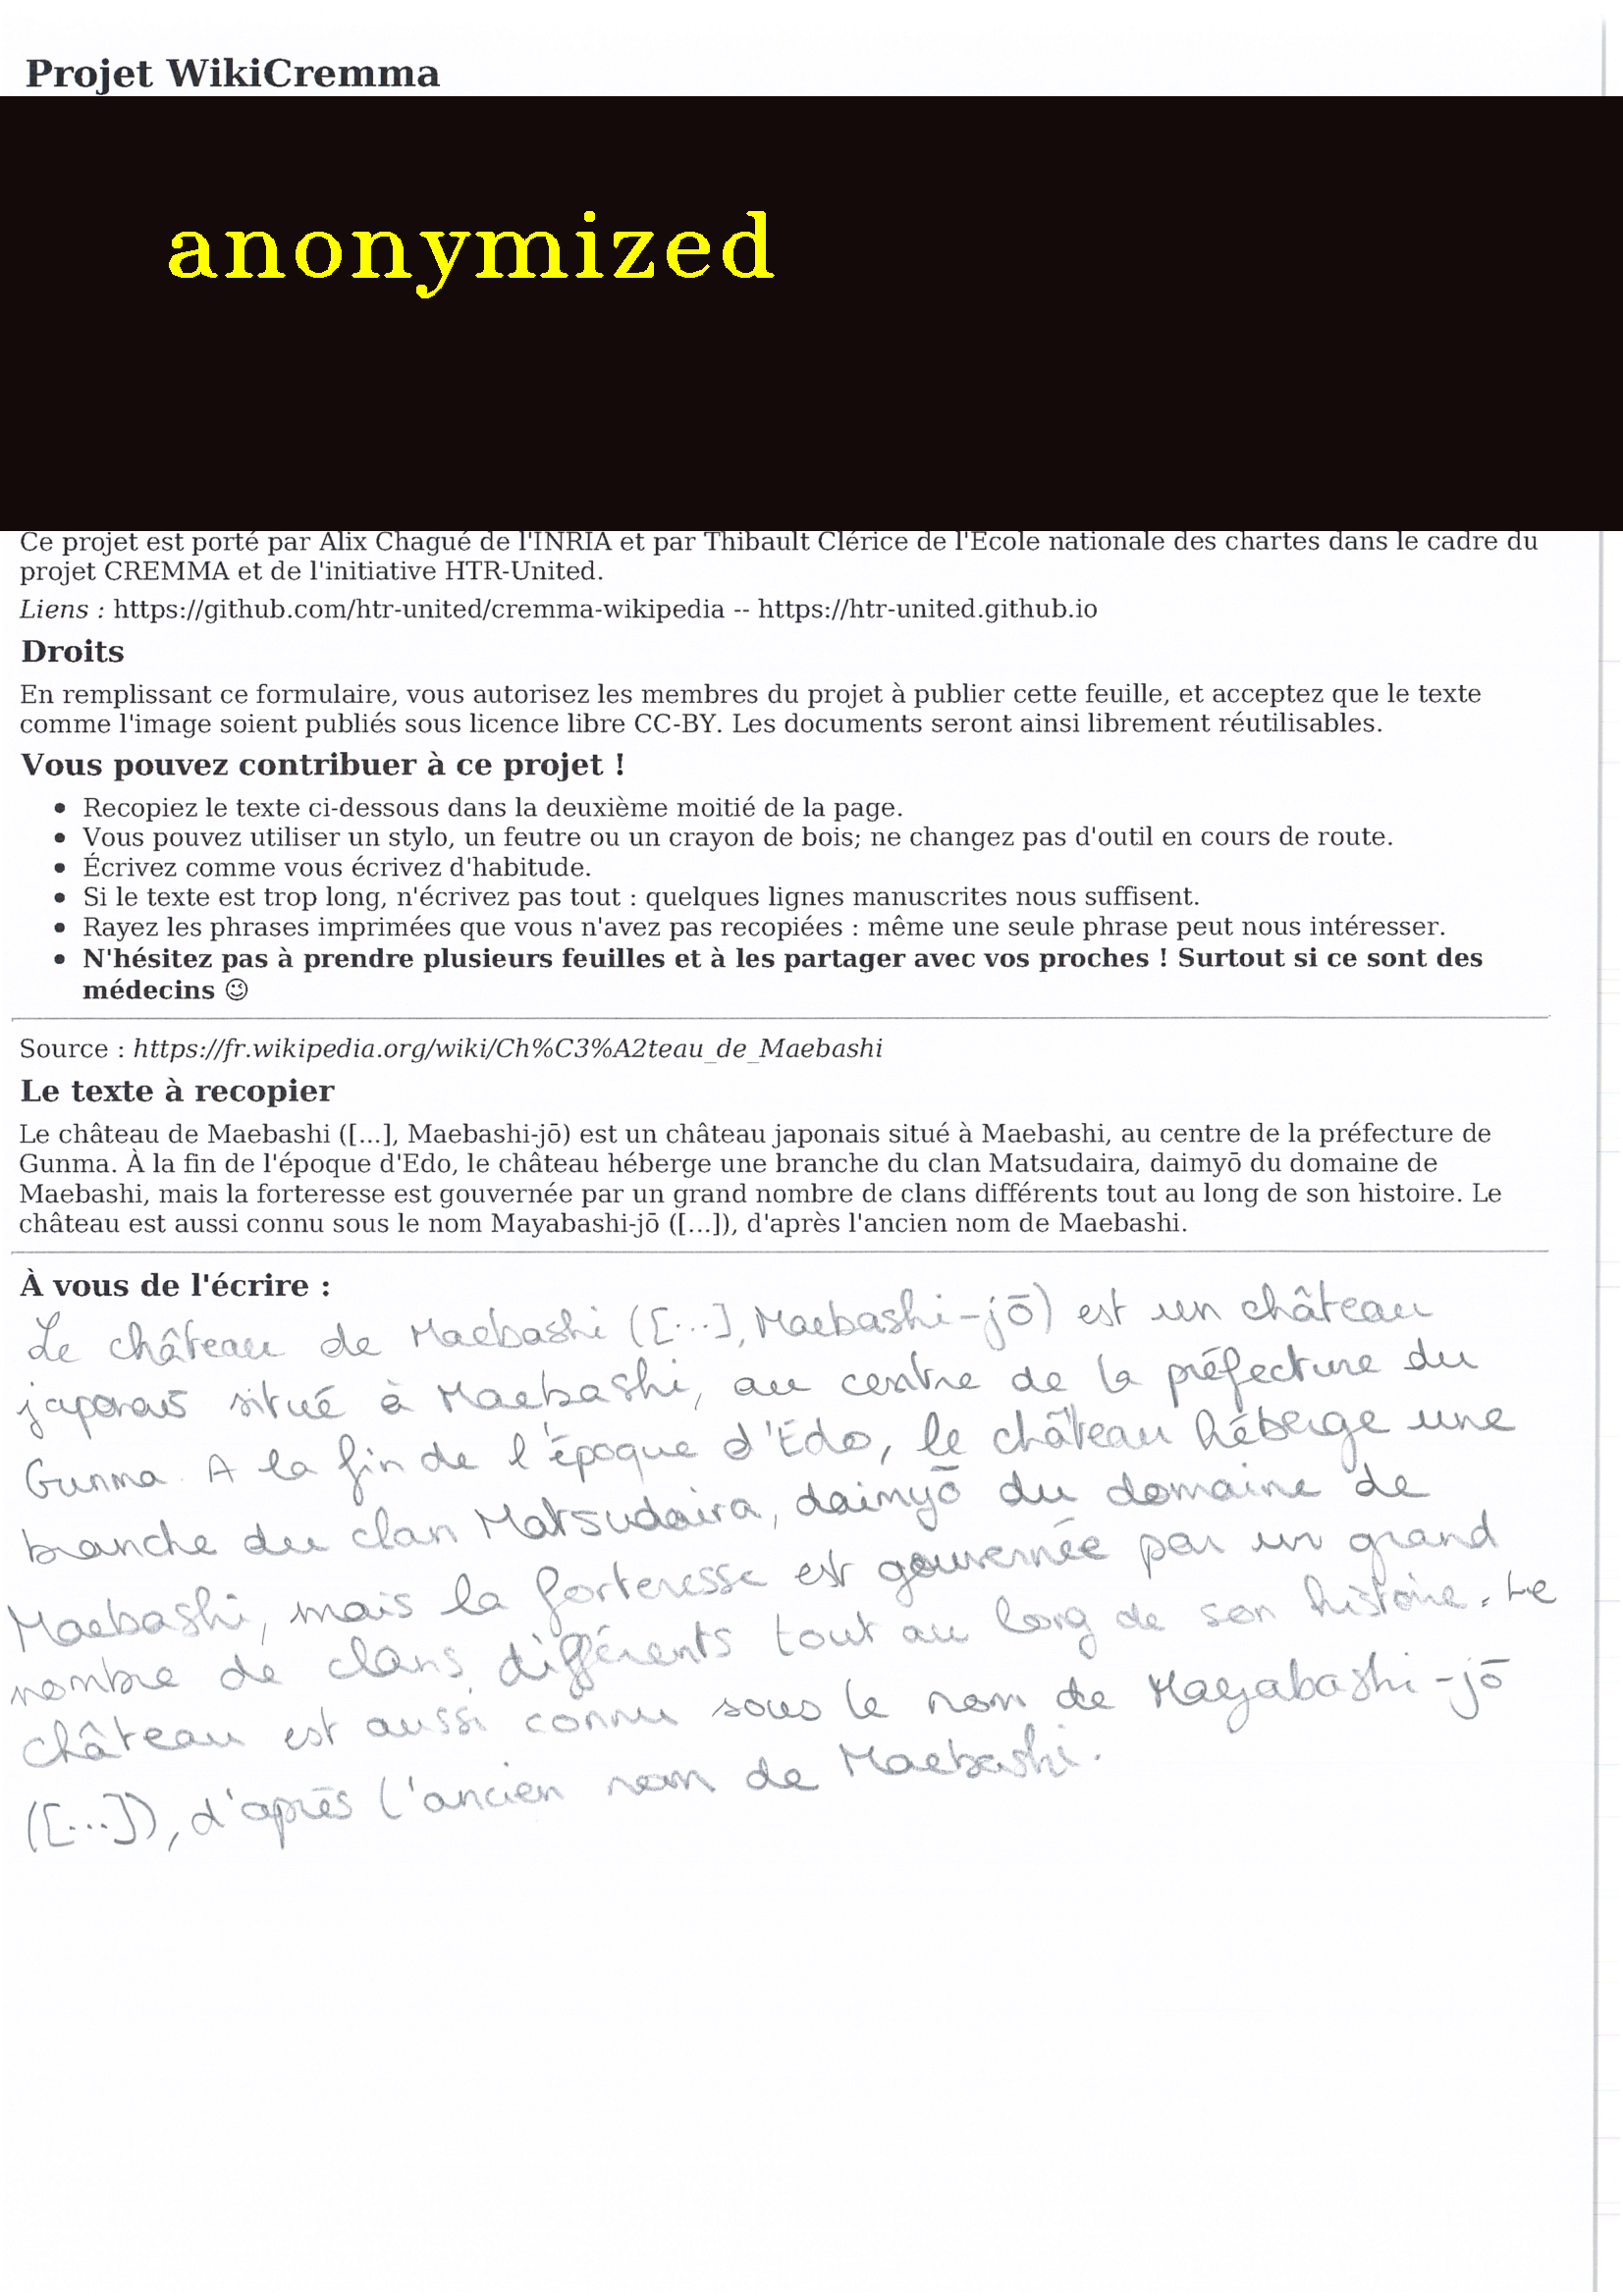 Projet WikiCremma
anonymized
Ce projet est porté par Alix Chagué de l'INRIA et par Thibault Clérice de l'École nationale des chartes dans le cadre du
projet CREMMA et de l'initiative HTR-United.
Liens : https://github.com/htr-united/cremma-wikipedia -- https://htr-united.github.io
Droits
En remplissant ce formulaire, vous autorisez les membres du projet à publier cette feuille, et acceptez que le texte
comme l'image soient publiés sous licence libre CC-BY. Les documents seront ainsi librement réutilisables.
Vous pouvez contribuer à ce projet !
• Recopiez le texte ci-dessous dans la deuxième moitié de la page.
• Vous pouvez utiliser un stylo, un feutre ou un crayon de bois; ne changez pas d'outil en cours de route.
• Écrivez comme vous écrivez d'habitude.
• Si le texte est trop long, n'écrivez pas tout : quelques lignes manuscrites nous suffisent.
• Rayez les phrases imprimées que vous n'avez pas recopiées : même une seule phrase peut nous intéresser.
• N'hésitez pas à prendre plusieurs feuilles et à les partager avec vos proches ! Surtout si ce sont des
médecins 😉
Source : https://fr.wikipedia.org/wiki/Ch%C3%A2teau_de_Maebashi
Le texte à recopier
Le château de Maebashi ([...], Maebashi-jō) est un château japonais situé à Maebashi, au centre de la préfecture de
Gunma. À la fin de l'époque d'Edo, le château héberge une branche du clan Matsudaira, daimyō du domaine de
Maebashi, mais la forteresse est gouvernée par un grand nombre de clans différents tout au long de son histoire. Le
château est aussi connu sous le nom Mayabashi-jō ([...]), d'après l'ancien nom de Maebashi.
À vous de l'écrire :
Le château de Maebashi ([...], Maebashi-jō) est un château
japonais situé à Maebashi, au centre de la préfecture du
Gunma. A la fin de l'époque d'Édo, le château héberge une
branche du clan Matsudaira, daimyō du domaine de
Maebashi, mais la forteresse est gouvernée par un grand
nombre de clans différents tout au long de son histoire. Le
château est aussi connu sous le nom de Mayabashi-jō
([...]), d'après l'ancien nom de Maebashi.